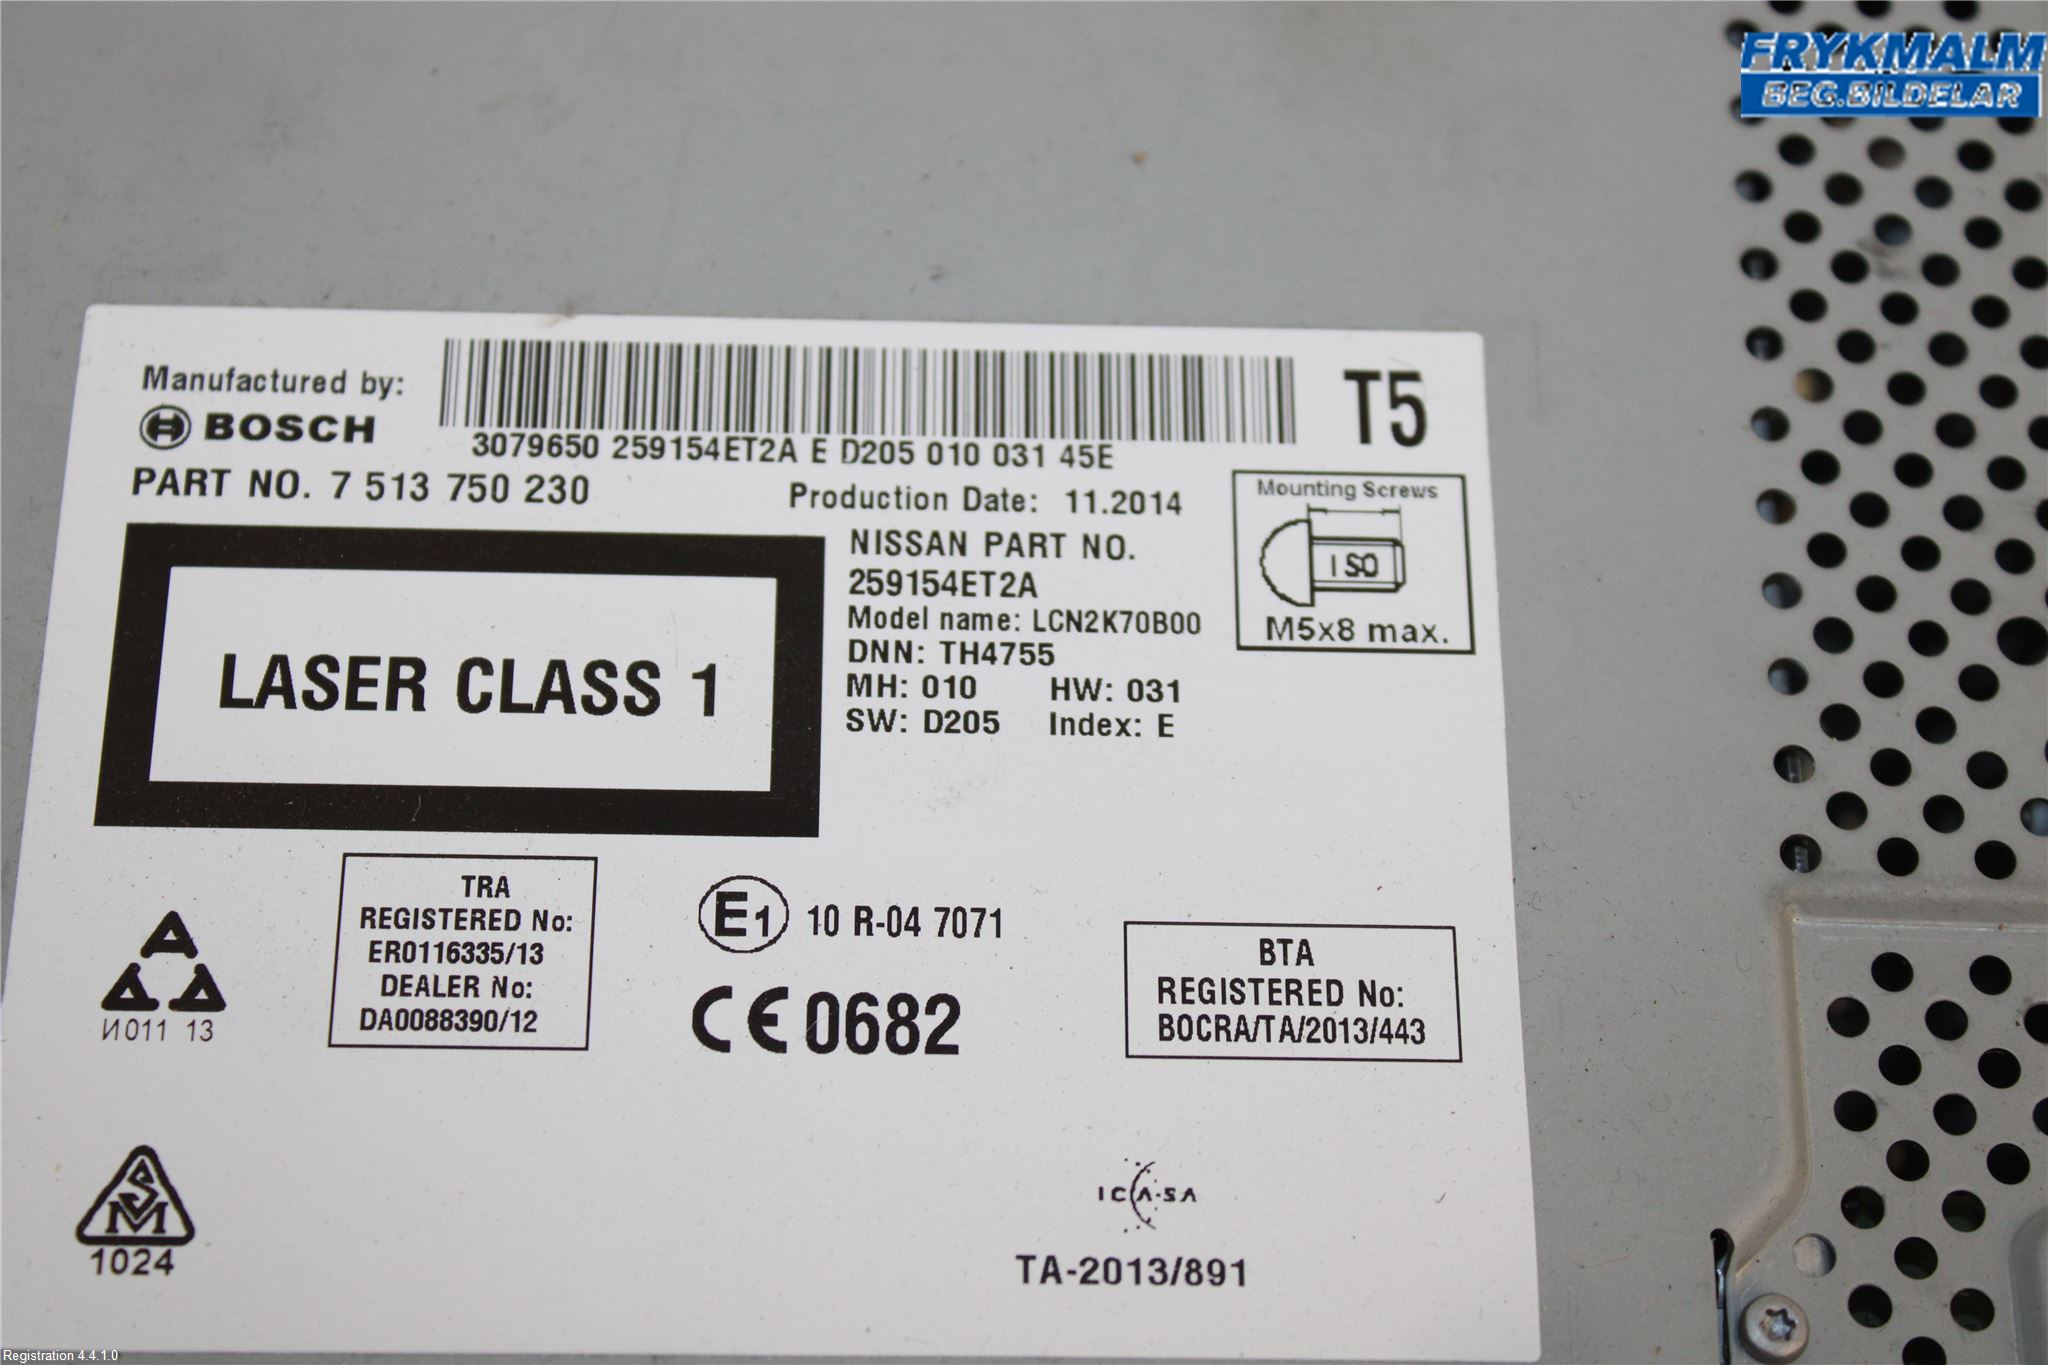 FRYKMALM
BEG.BILDELAR
Manufactured by:
BOSCH
3079650 259154ET2A E D205 010 031 45E
T5
PART NO. 7 513 750 230
Production Date: 11.2014
Mounting Screws
ISO
M5x8 max.
NISSAN PART NO.
259154ET2A
Model name: LCN2K70B00
DNN: TH4755
MH: 010 HW: 031
SW: D205 Index: E
LASER CLASS 1
TRA
REGISTERED No:
ER0116335/13
DEALER No:
DA0088390/12
E1 10 R-04 7071
CE 0682
BTA
REGISTERED No:
BOCRA/TA/2013/443
A
A A
И011 13
S
M
1024
ICASA
TA-2013/891
Registration 4.4.1.0